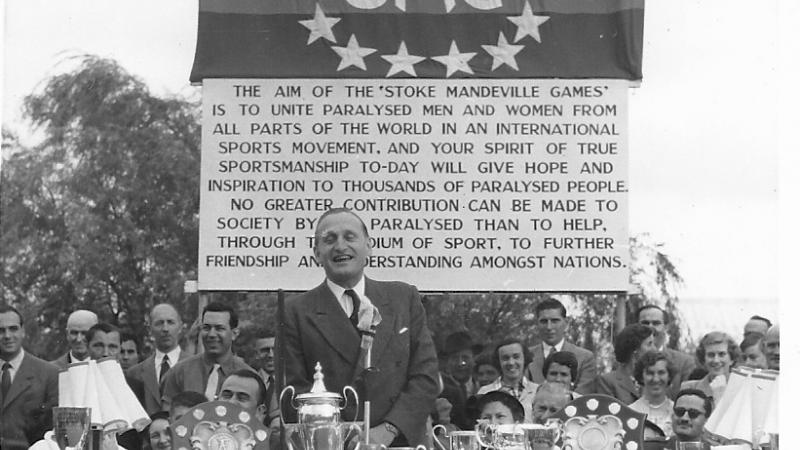 THE AIM OF THE 'STOKE MANDEVILLE GAMES'
IS TO UNITE PARALYSED MEN AND WOMEN FROM
ALL PARTS OF THE WORLD IN AN INTERNATIONAL
SPORTS MOVEMENT, AND YOUR SPIRIT OF TRUE
SPORTSMANSHIP TO-DAY WILL GIVE HOPE AND
INSPIRATION TO THOUSANDS OF PARALYSED PEOPLE.
NO GREATER CONTRIBUTION CAN BE MADE TO
SOCIETY BY PARALYSED THAN TO HELP,
THROUGH OF SPORT, TO FURTHER
FRIENDSHIP AMONGST NATIONS.